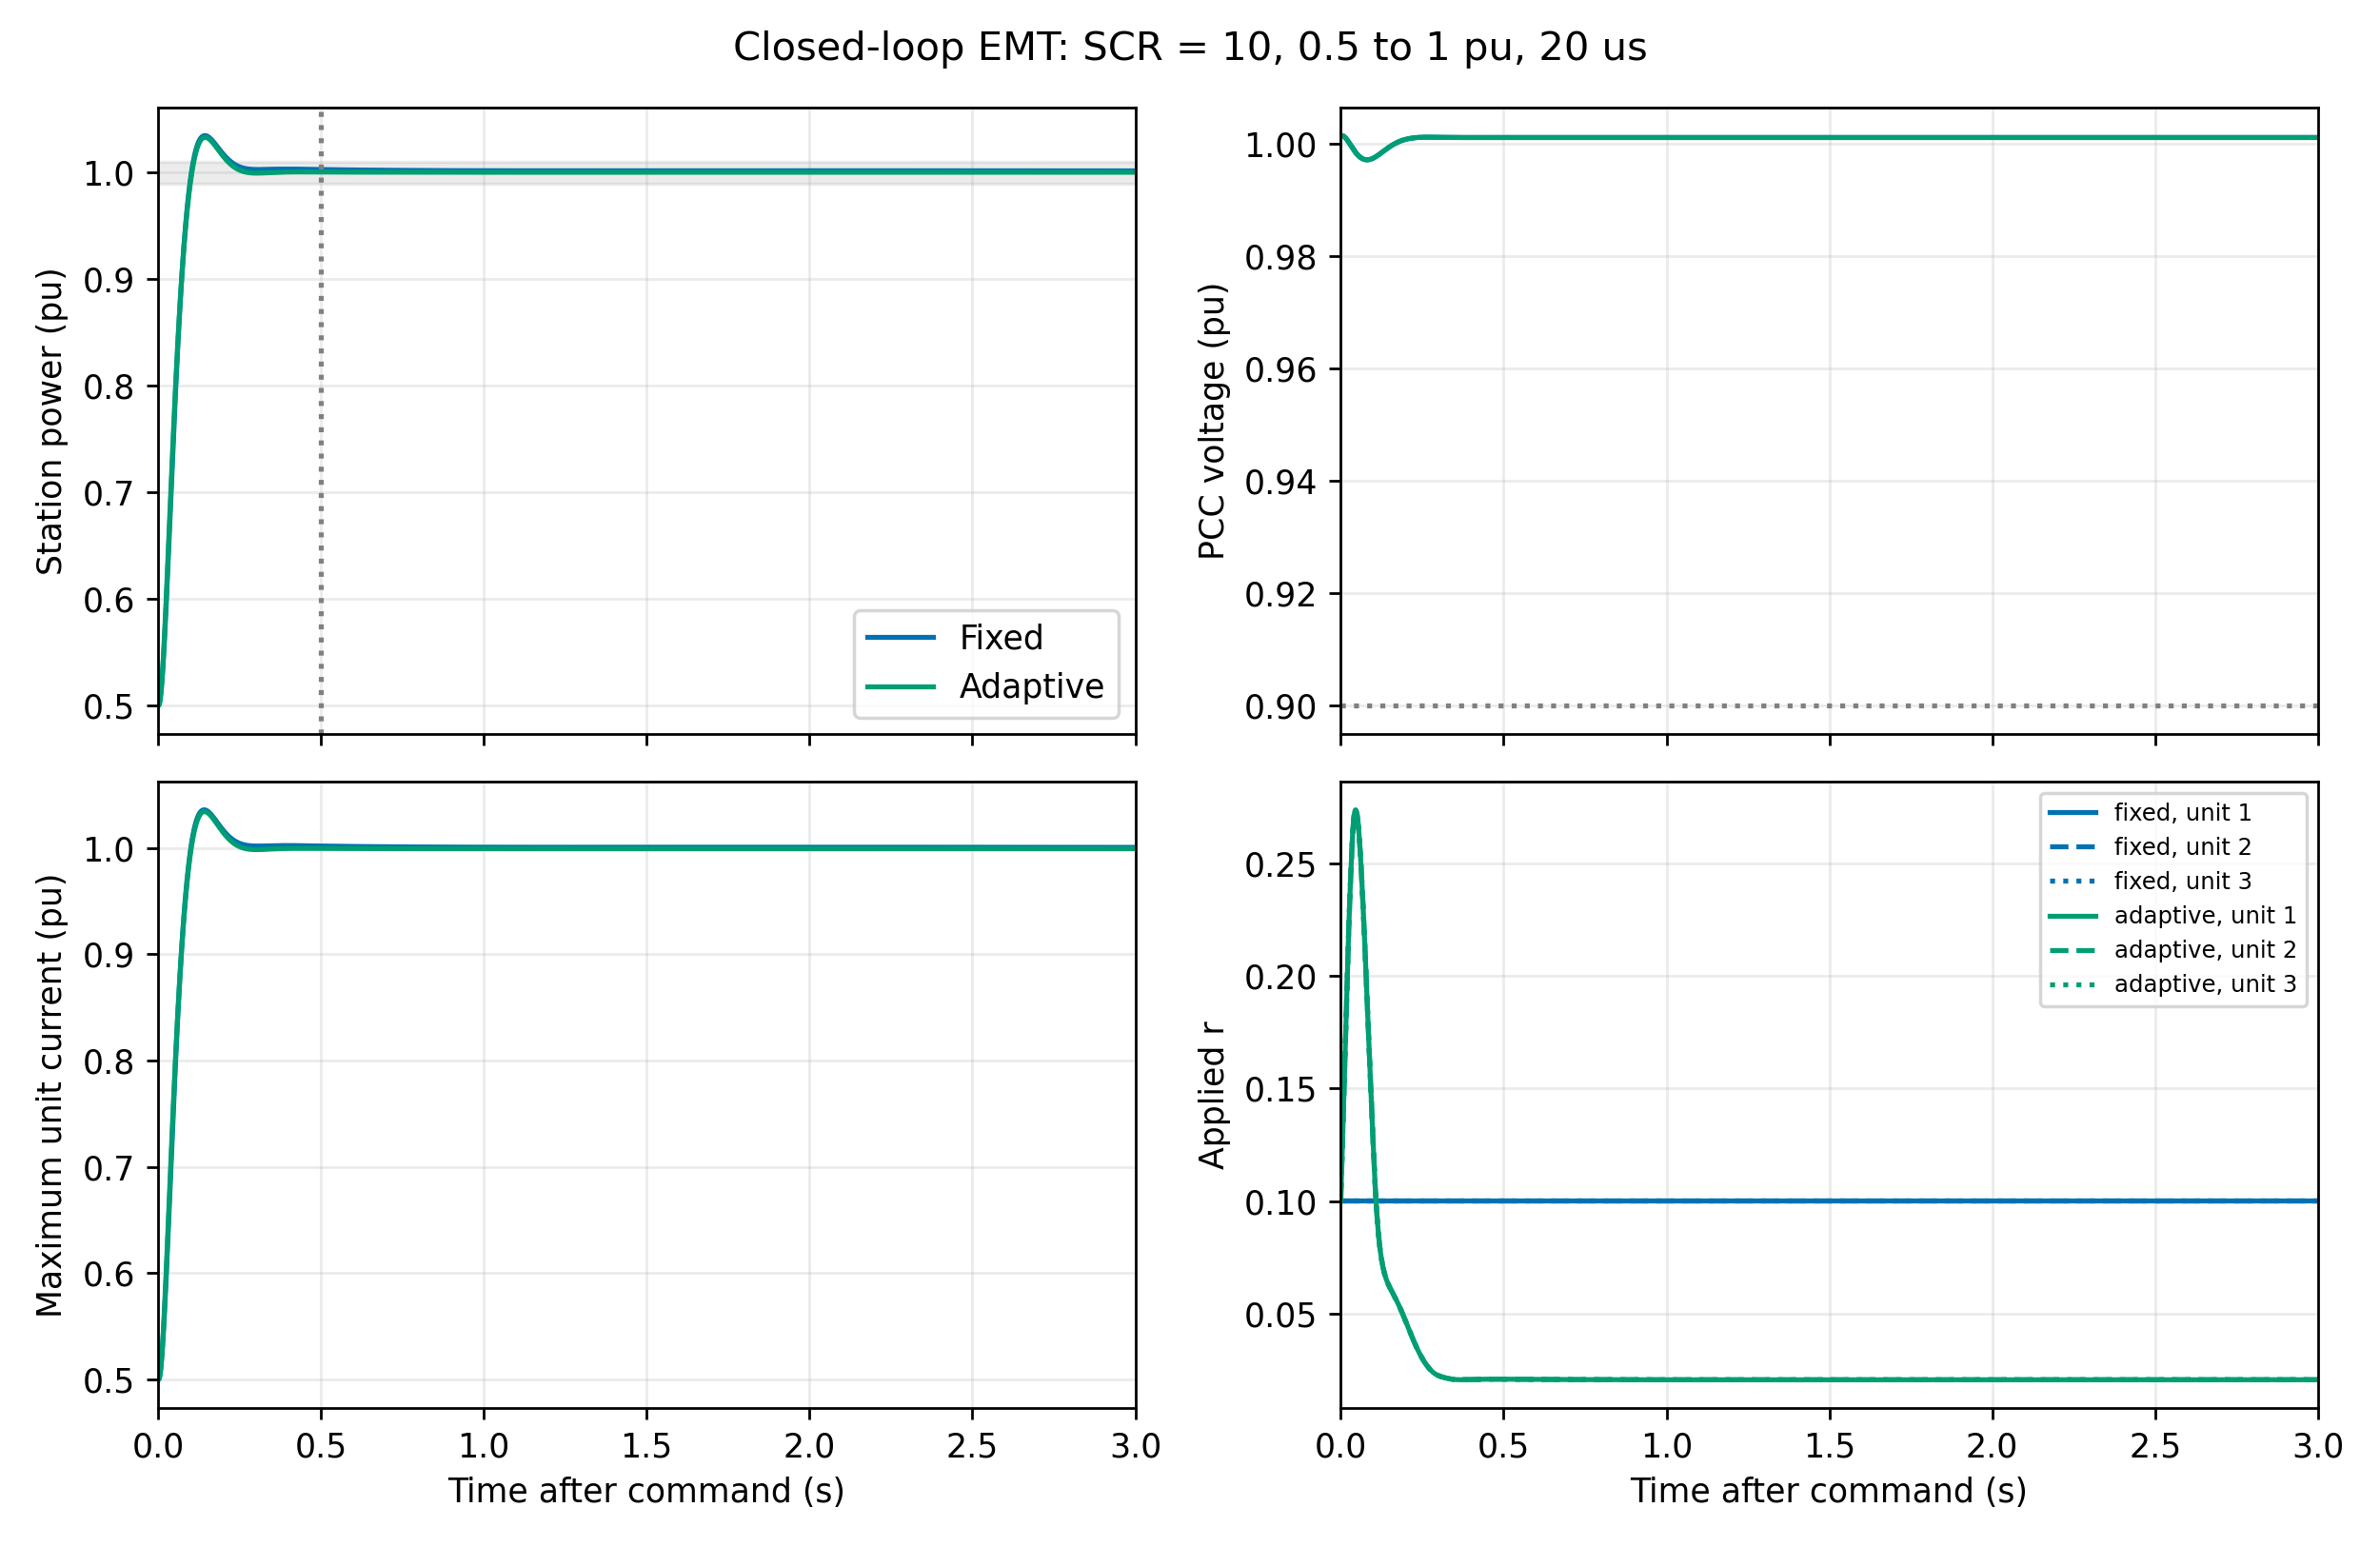 Closed-loop EMT: SCR = 10, 0.5 to 1 pu, 20 us
Station power (pu)
1.0
0.9
0.8
0.7
0.6
0.5
Fixed
Adaptive
PCC voltage (pu)
1.00
0.98
0.96
0.94
0.92
0.90
Maximum unit current (pu)
1.0
0.9
0.8
0.7
0.6
0.5
0.0 0.5 1.0 1.5 2.0 2.5 3.0
Time after command (s)
Applied r
0.25
0.20
0.15
0.10
0.05
fixed, unit 1
fixed, unit 2
fixed, unit 3
adaptive, unit 1
adaptive, unit 2
adaptive, unit 3
0.0 0.5 1.0 1.5 2.0 2.5 3.0
Time after command (s)